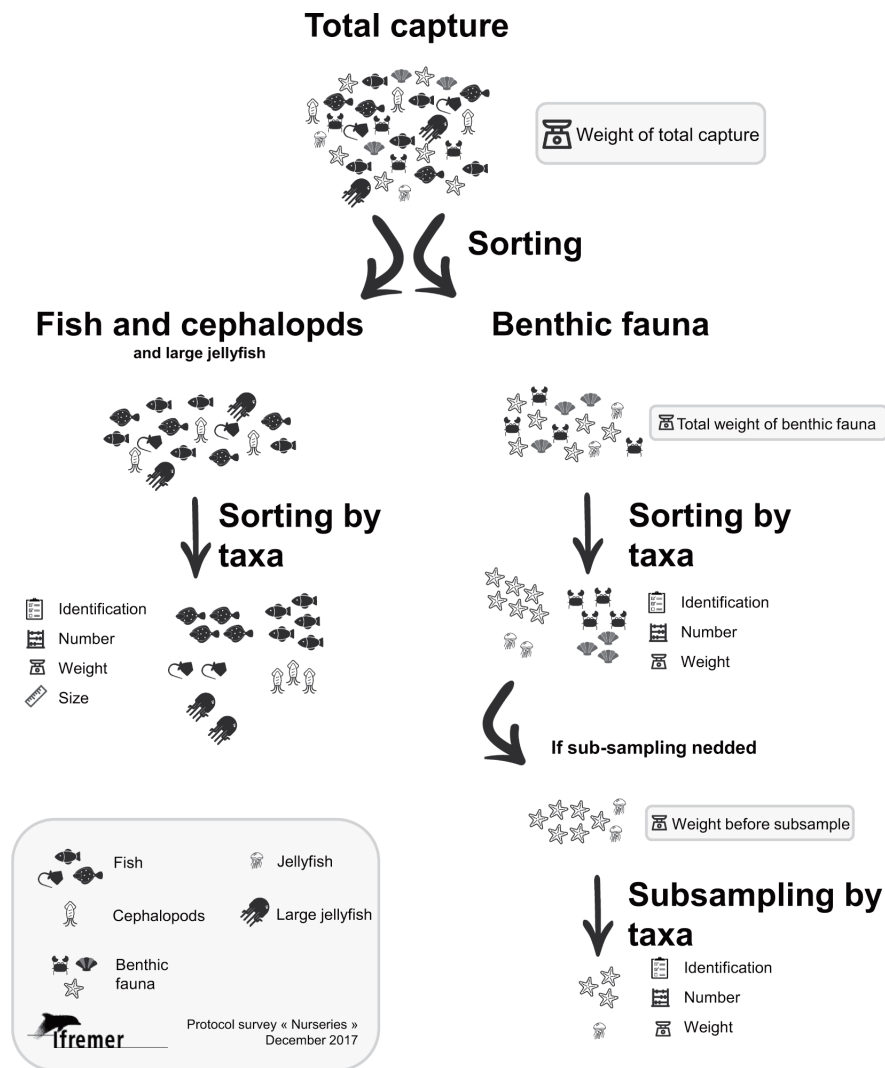 Total capture
Weight of total capture
Sorting
Fish and cephalopds
and large jellyfish
Benthic fauna
Total weight of benthic fauna
Sorting by
taxa
Sorting by
taxa
Identification
Number
Weight
Size
Identification
Number
Weight
If sub-sampling nedded
Weight before subsample
Subsampling by
taxa
Identification
Number
Weight
Fish
Jellyfish
Cephalopods
Large jellyfish
Benthic
fauna
Ifremer
Protocol survey « Nurseries »
December 2017